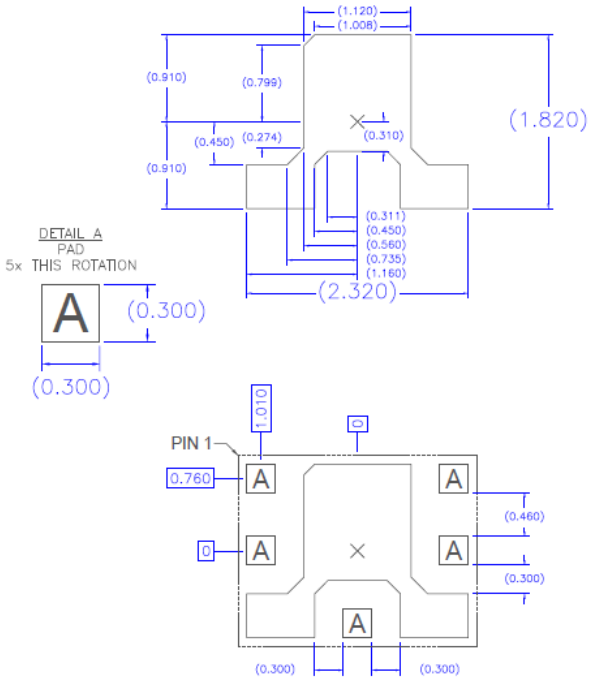 (1.120)
(1.008)
(0.910)
(0.799)
(1.820)
(0.450)
(0.274)
(0.310)
(0.910)
(0.311)
(0.450)
(0.560)
(0.735)
(1.160)
(2.320)
DETAIL A
PAD
5x THIS ROTATION
A
(0.300)
(0.300)
1.010
0
PIN 1
0.760
A
A
(0.460)
0
A
A
(0.300)
A
(0.300)
(0.300)